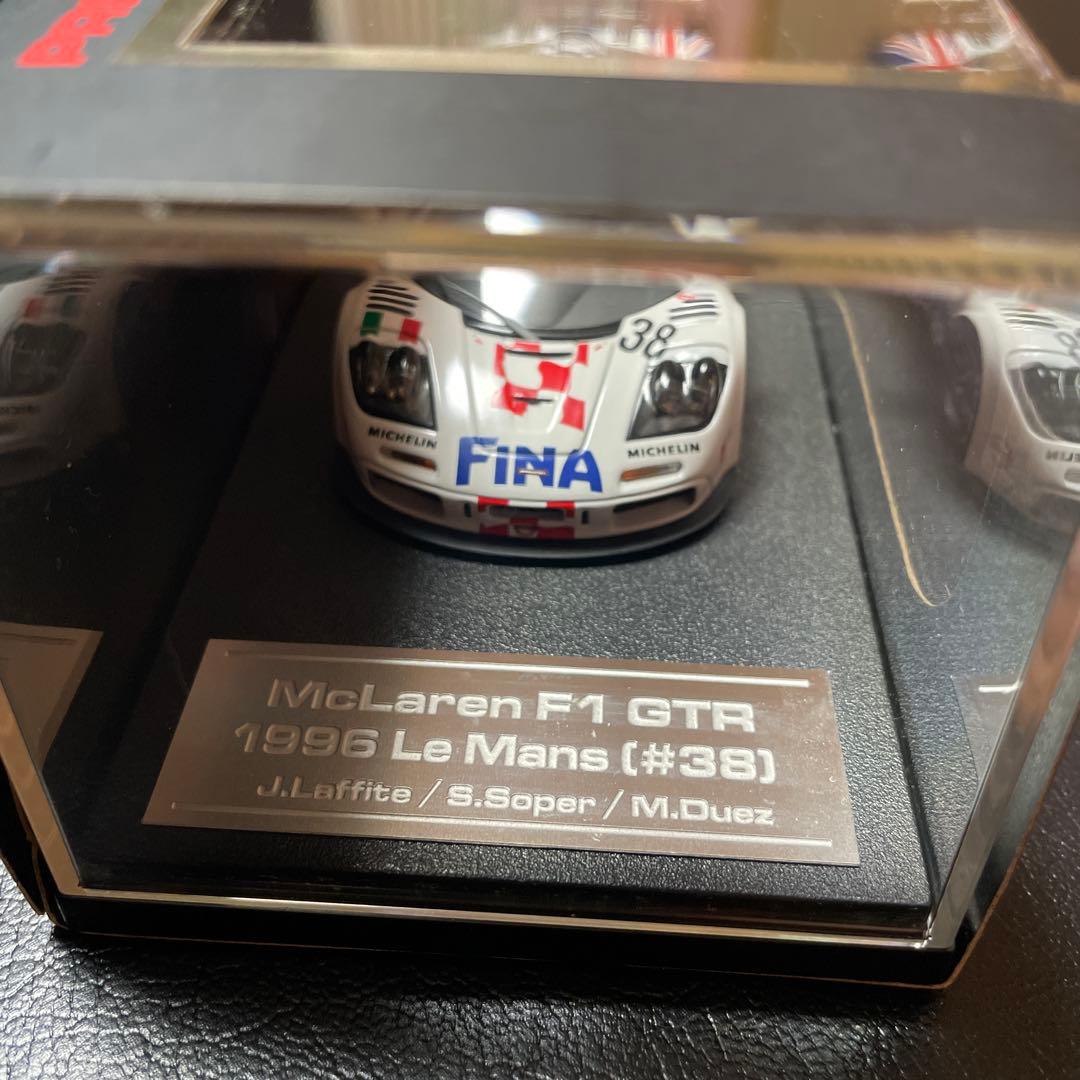 38
MICHELIN
FINA
MICHELIN
McLaren F1 GTR
1996 Le Mans (#38)
J.Laffite / S.Soper / M.Duez